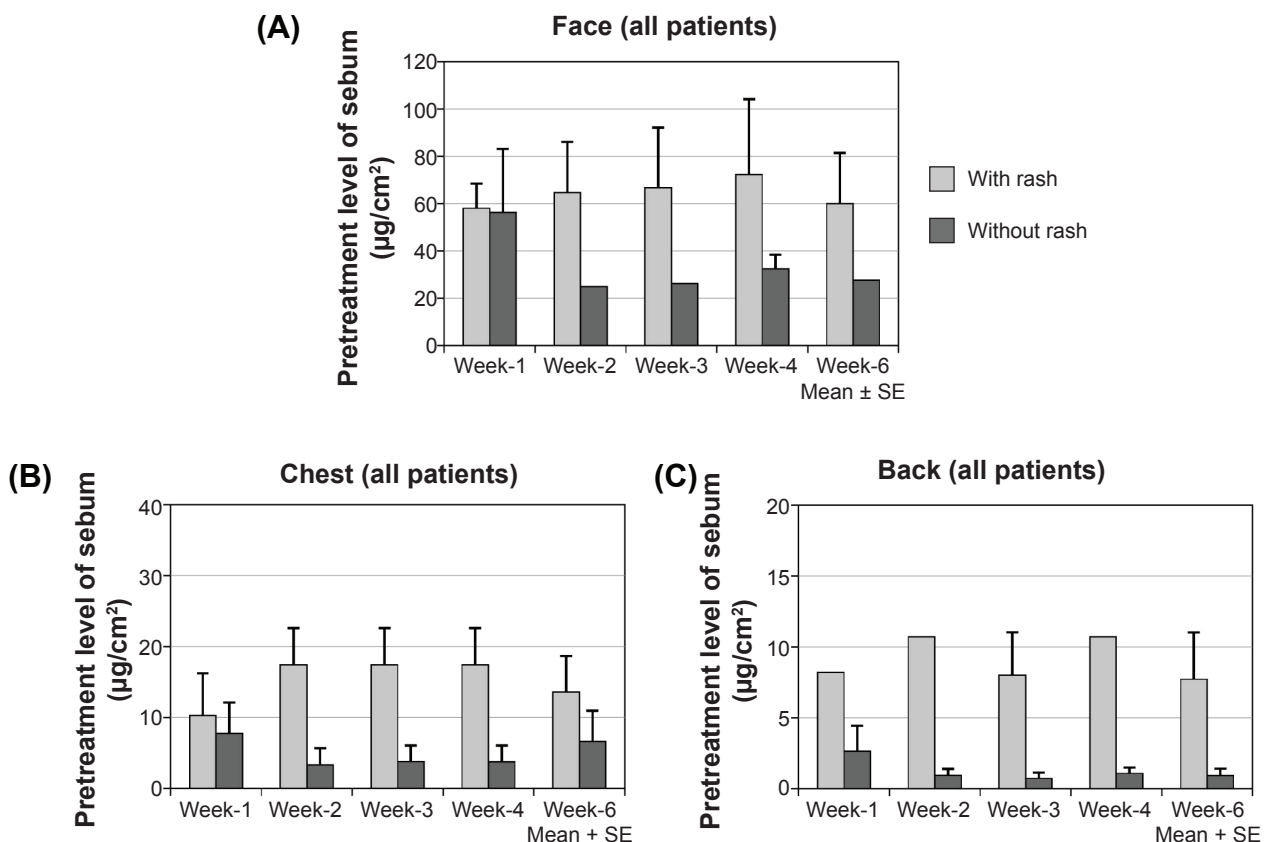 (A)
Face (all patients)
Pretreatment level of sebum
(µg/cm²)
120
100
80
60
40
20
0
Week-1 Week-2 Week-3 Week-4 Week-6
Mean ± SE
With rash
Without rash
(B)
Chest (all patients)
Pretreatment level of sebum
(µg/cm²)
40
30
20
10
0
Week-1 Week-2 Week-3 Week-4 Week-6
Mean + SE
(C)
Back (all patients)
Pretreatment level of sebum
(µg/cm²)
20
15
10
5
0
Week-1 Week-2 Week-3 Week-4 Week-6
Mean + SE